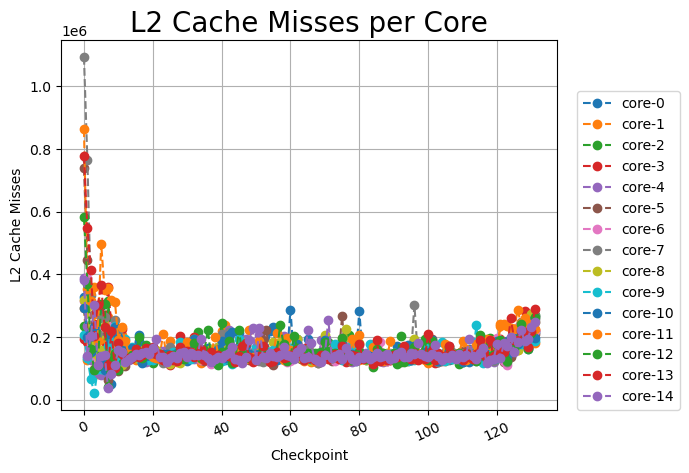 L2 Cache Misses per Core
1e6
1.0
0.8
0.6
0.4
0.2
0.0
L2 Cache Misses
0
20
40
60
80
100
120
Checkpoint
core-0
core-1
core-2
core-3
core-4
core-5
core-6
core-7
core-8
core-9
core-10
core-11
core-12
core-13
core-14